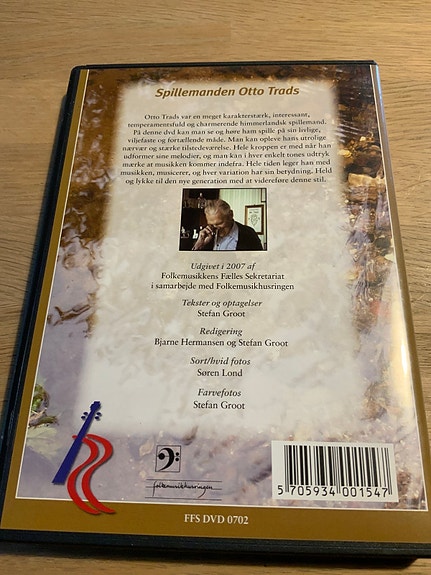 Spillemanden Otto Trads
Otto Trads var en meget karakterstærk, interessant,
temperamentsfuld og charmerende himmerlandsk spillemand.
På denne dvd kan man se og høre ham spille på sin livlige,
viljefaste og fortællende måde. Man kan opleve hans utrolige
nærvær og stærke tilstedeværelse. Hele kroppen er med når han
udformer sine melodier, og man kan i hver enkelt tones udtryk
mærke at musikken kommer indefra. Hele tiden leger han med
musikken, musicerer, og hver variation har sin betydning. Held
og lykke til den nye generation med at videreføre denne stil.
Udgivet i 2007 af
Folkemusikkens Fælles Sekretariat
i samarbejde med Folkemusikhusringen
Tekster og optagelser
Stefan Groot
Redigering
Bjarne Hermansen og Stefan Groot
Sort/hvid fotos
Søren Lond
Farvefotos
Stefan Groot
folkemusikhusringen
5 705934 001547
FFS DVD 0702